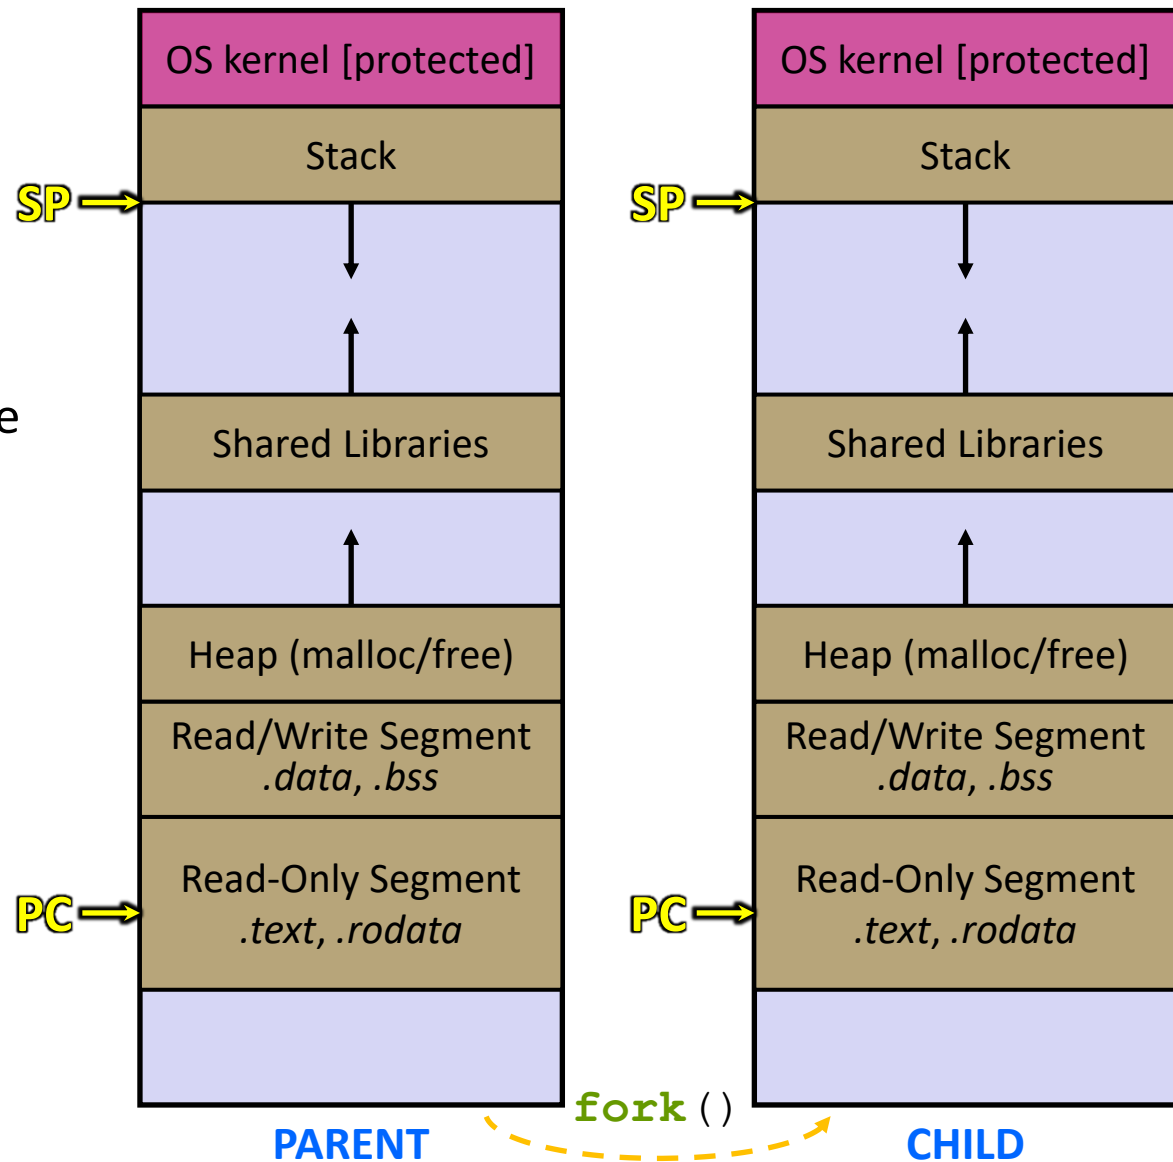 OS kernel [protected]
Stack
SP
e
Shared Libraries
Heap (malloc/free)
Read/Write Segment
.data, .bss
Read-Only Segment
.text, .rodata
PC
PARENT
OS kernel [protected]
Stack
SP
Shared Libraries
Heap (malloc/free)
Read/Write Segment
.data, .bss
Read-Only Segment
.text, .rodata
PC
CHILD
fork()